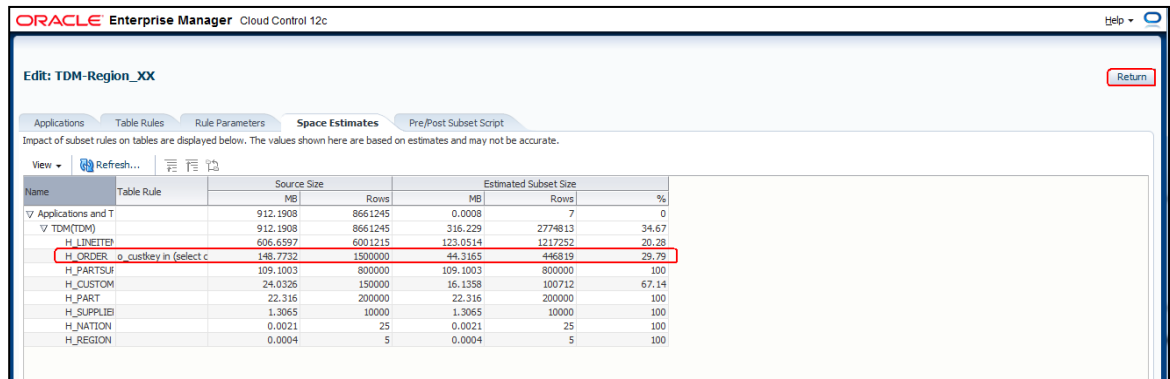 ORACLE Enterprise Manager Cloud Control 12c Help
Edit: TDM-Region_XX
Return
Applications Table Rules Rule Parameters Space Estimates Pre/Post Subset Script
Impact of subset rules on tables are displayed below. The values shown here are based on estimates and may not be accurate.
View Refresh...
Name Table Rule Source Size Estimated Subset Size
MB Rows MB Rows %
Applications and T 912.1908 8661245 0.0008 7 0
TDM(TDM) 912.1908 8661245 316.229 2774813 34.67
H_LINEITEM 606.6597 6001215 123.0514 1217252 20.28
H_ORDER o_custkey in (select c 148.7732 1500000 44.3165 446819 29.79
H_PARTSUF 109.1003 800000 109.1003 800000 100
H_CUSTOM 24.0326 150000 16.1358 100712 67.14
H_PART 22.316 200000 22.316 200000 100
H_SUPPLIEI 1.3065 10000 1.3065 10000 100
H_NATION 0.0021 25 0.0021 25 100
H_REGION 0.0004 5 0.0004 5 100